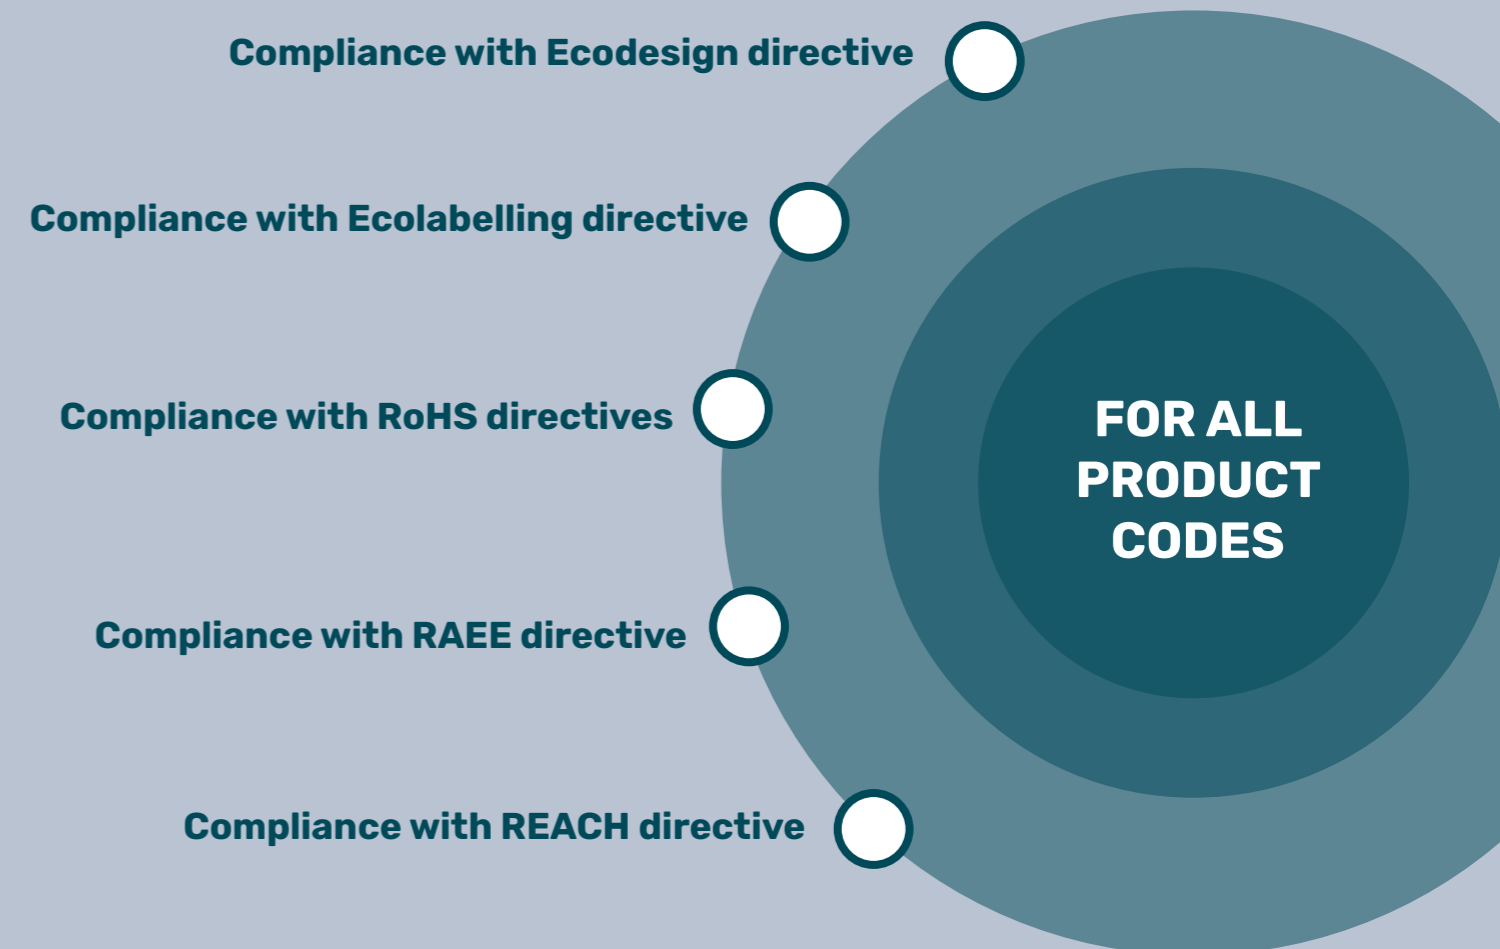 Compliance with Ecodesign directive
Compliance with Ecolabelling directive
Compliance with RoHS directives
Compliance with RAEE directive
Compliance with REACH directive
FOR ALL
PRODUCT
CODES